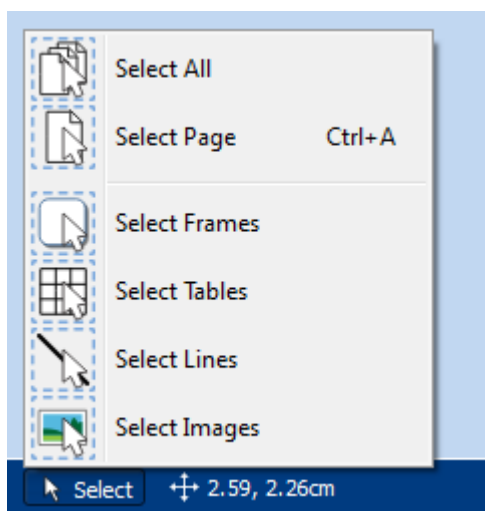 Select All
Select Page Ctrl+A
Select Frames
Select Tables
Select Lines
Select Images
Select 2.59, 2.26cm